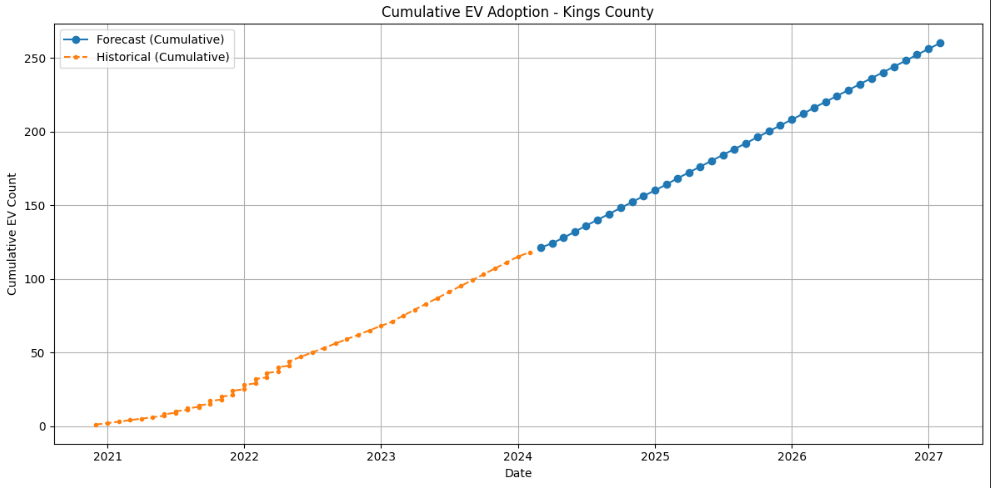 Cumulative EV Adoption - Kings County
Forecast (Cumulative)
Historical (Cumulative)
Cumulative EV Count
250
200
150
100
50
0
2021 2022 2023 2024 2025 2026 2027
Date